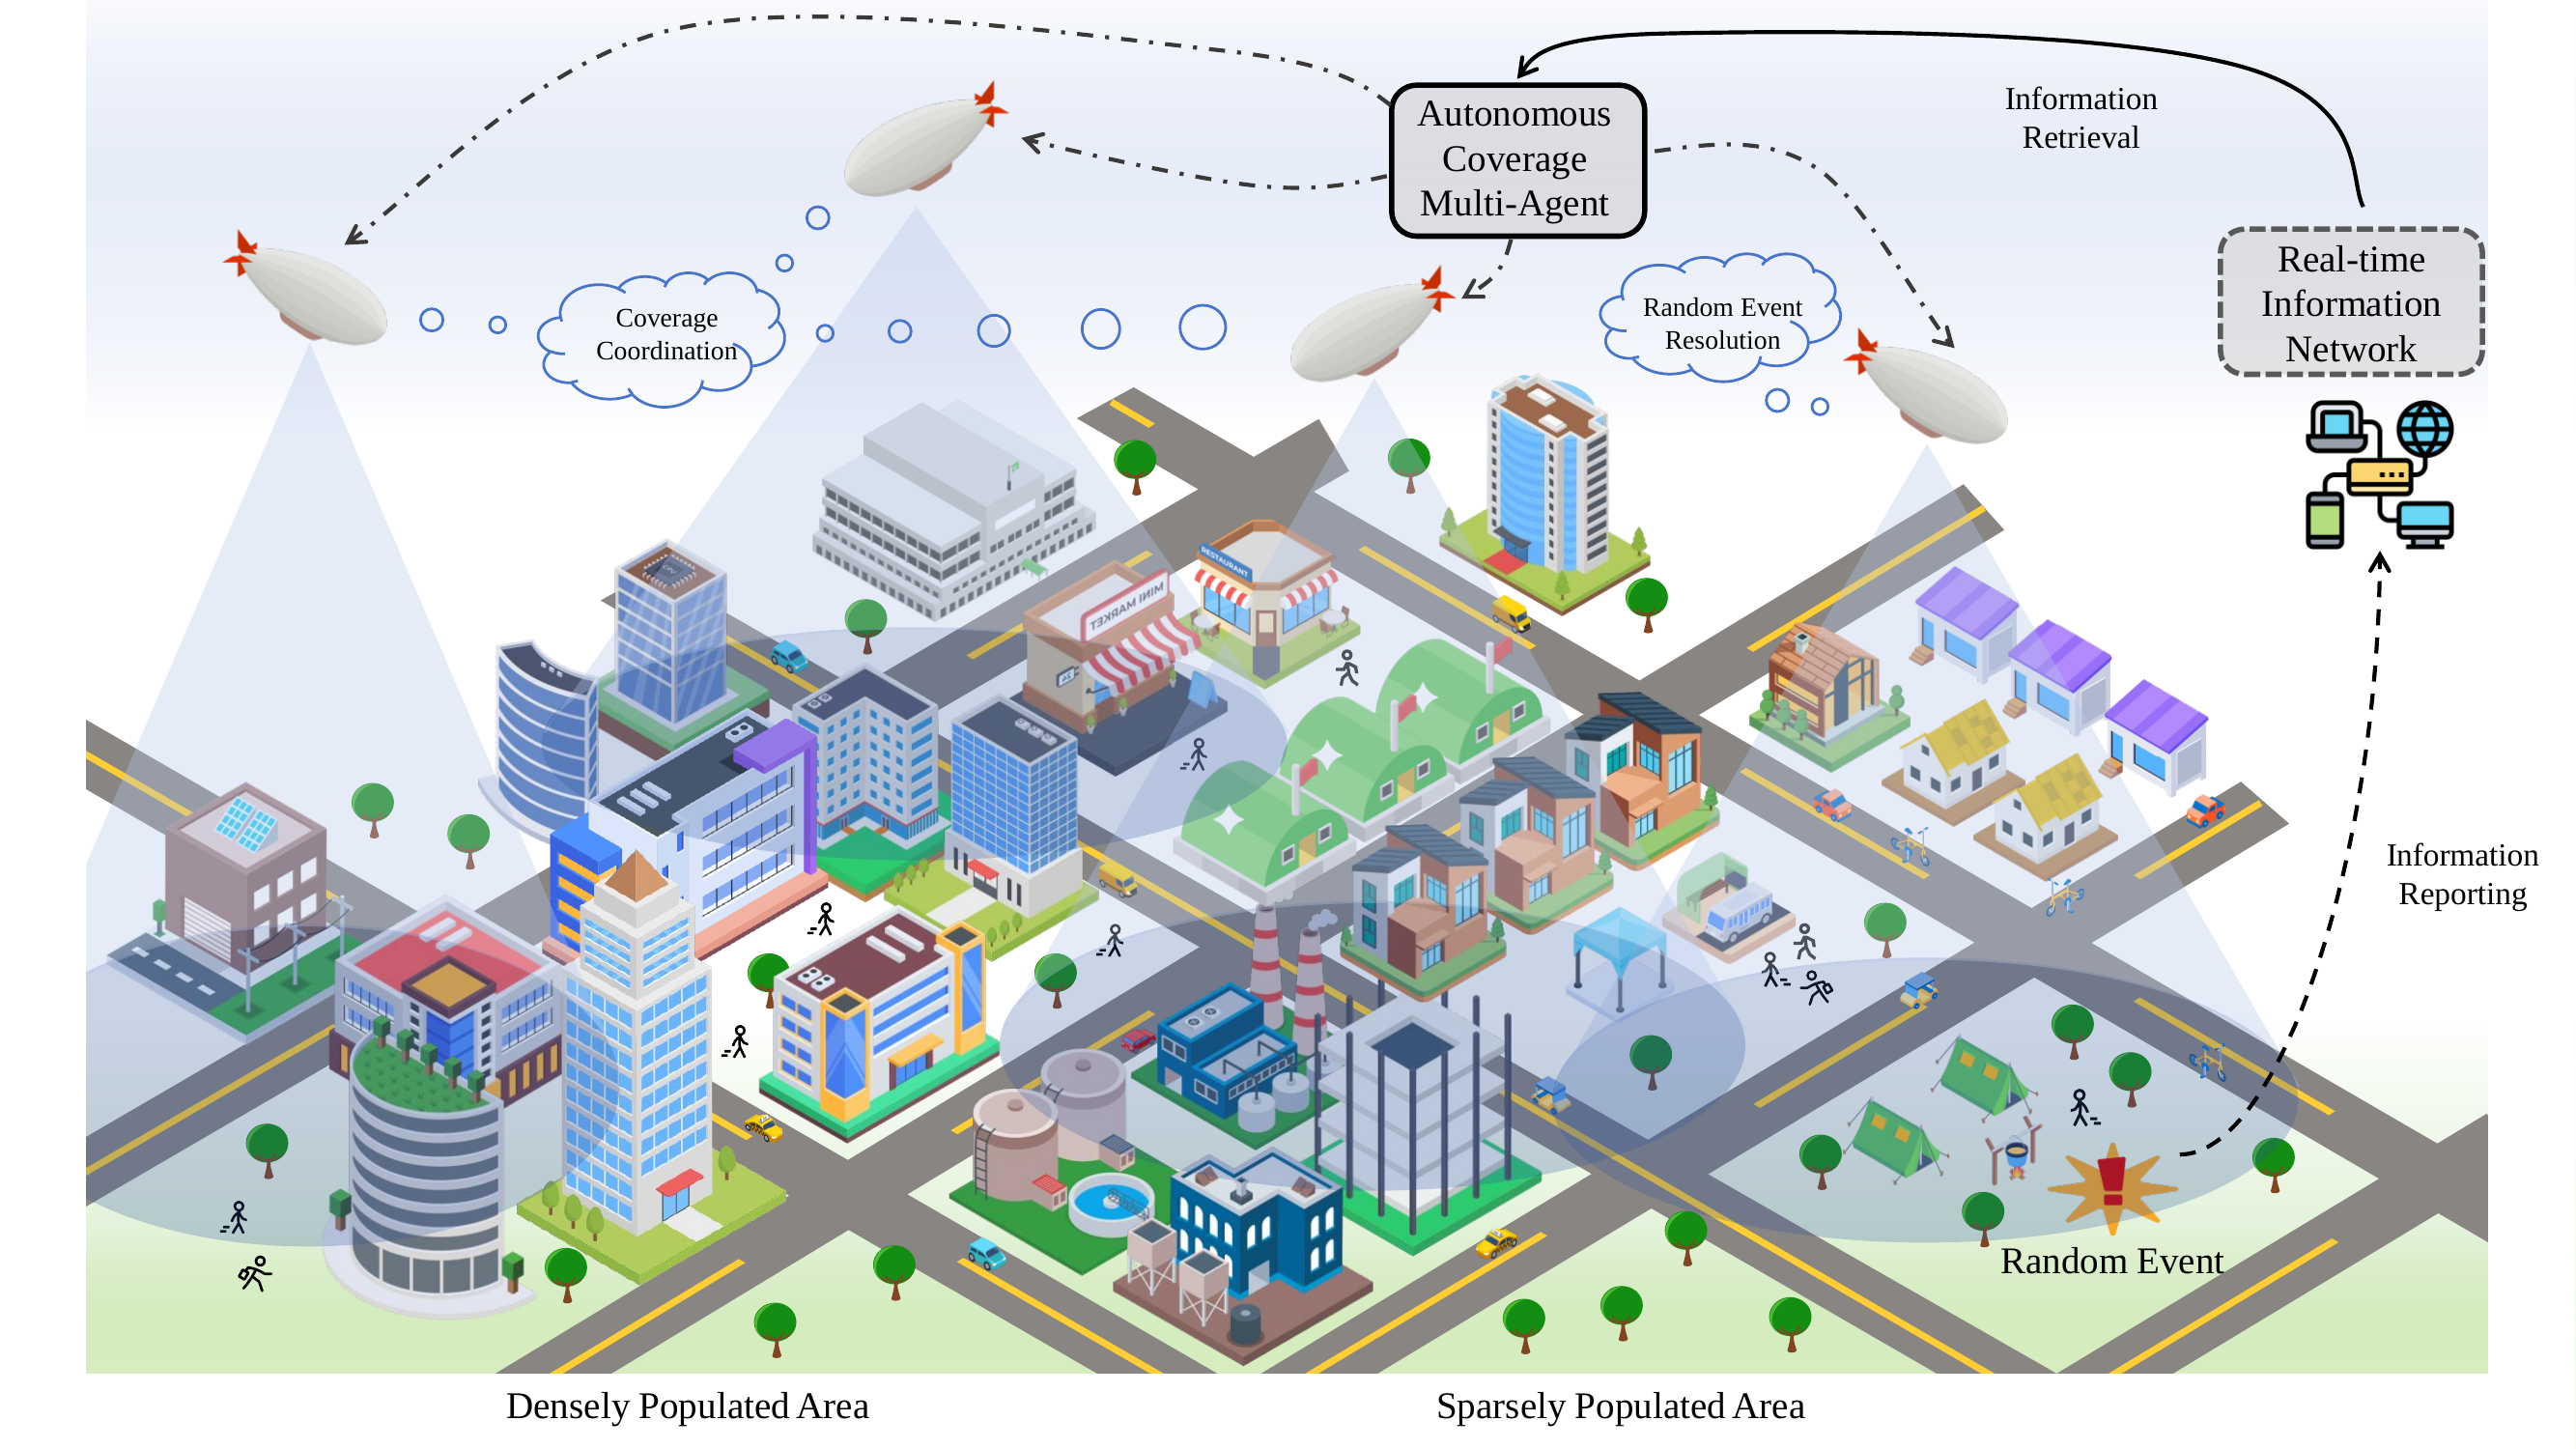 Autonomous
Coverage
Multi-Agent
Information
Retrieval
Real-time
Information
Network
Coverage
Coordination
Random Event
Resolution
RESTAURANT
MINI MARKET
Information
Reporting
Random Event
Densely Populated Area
Sparsely Populated Area